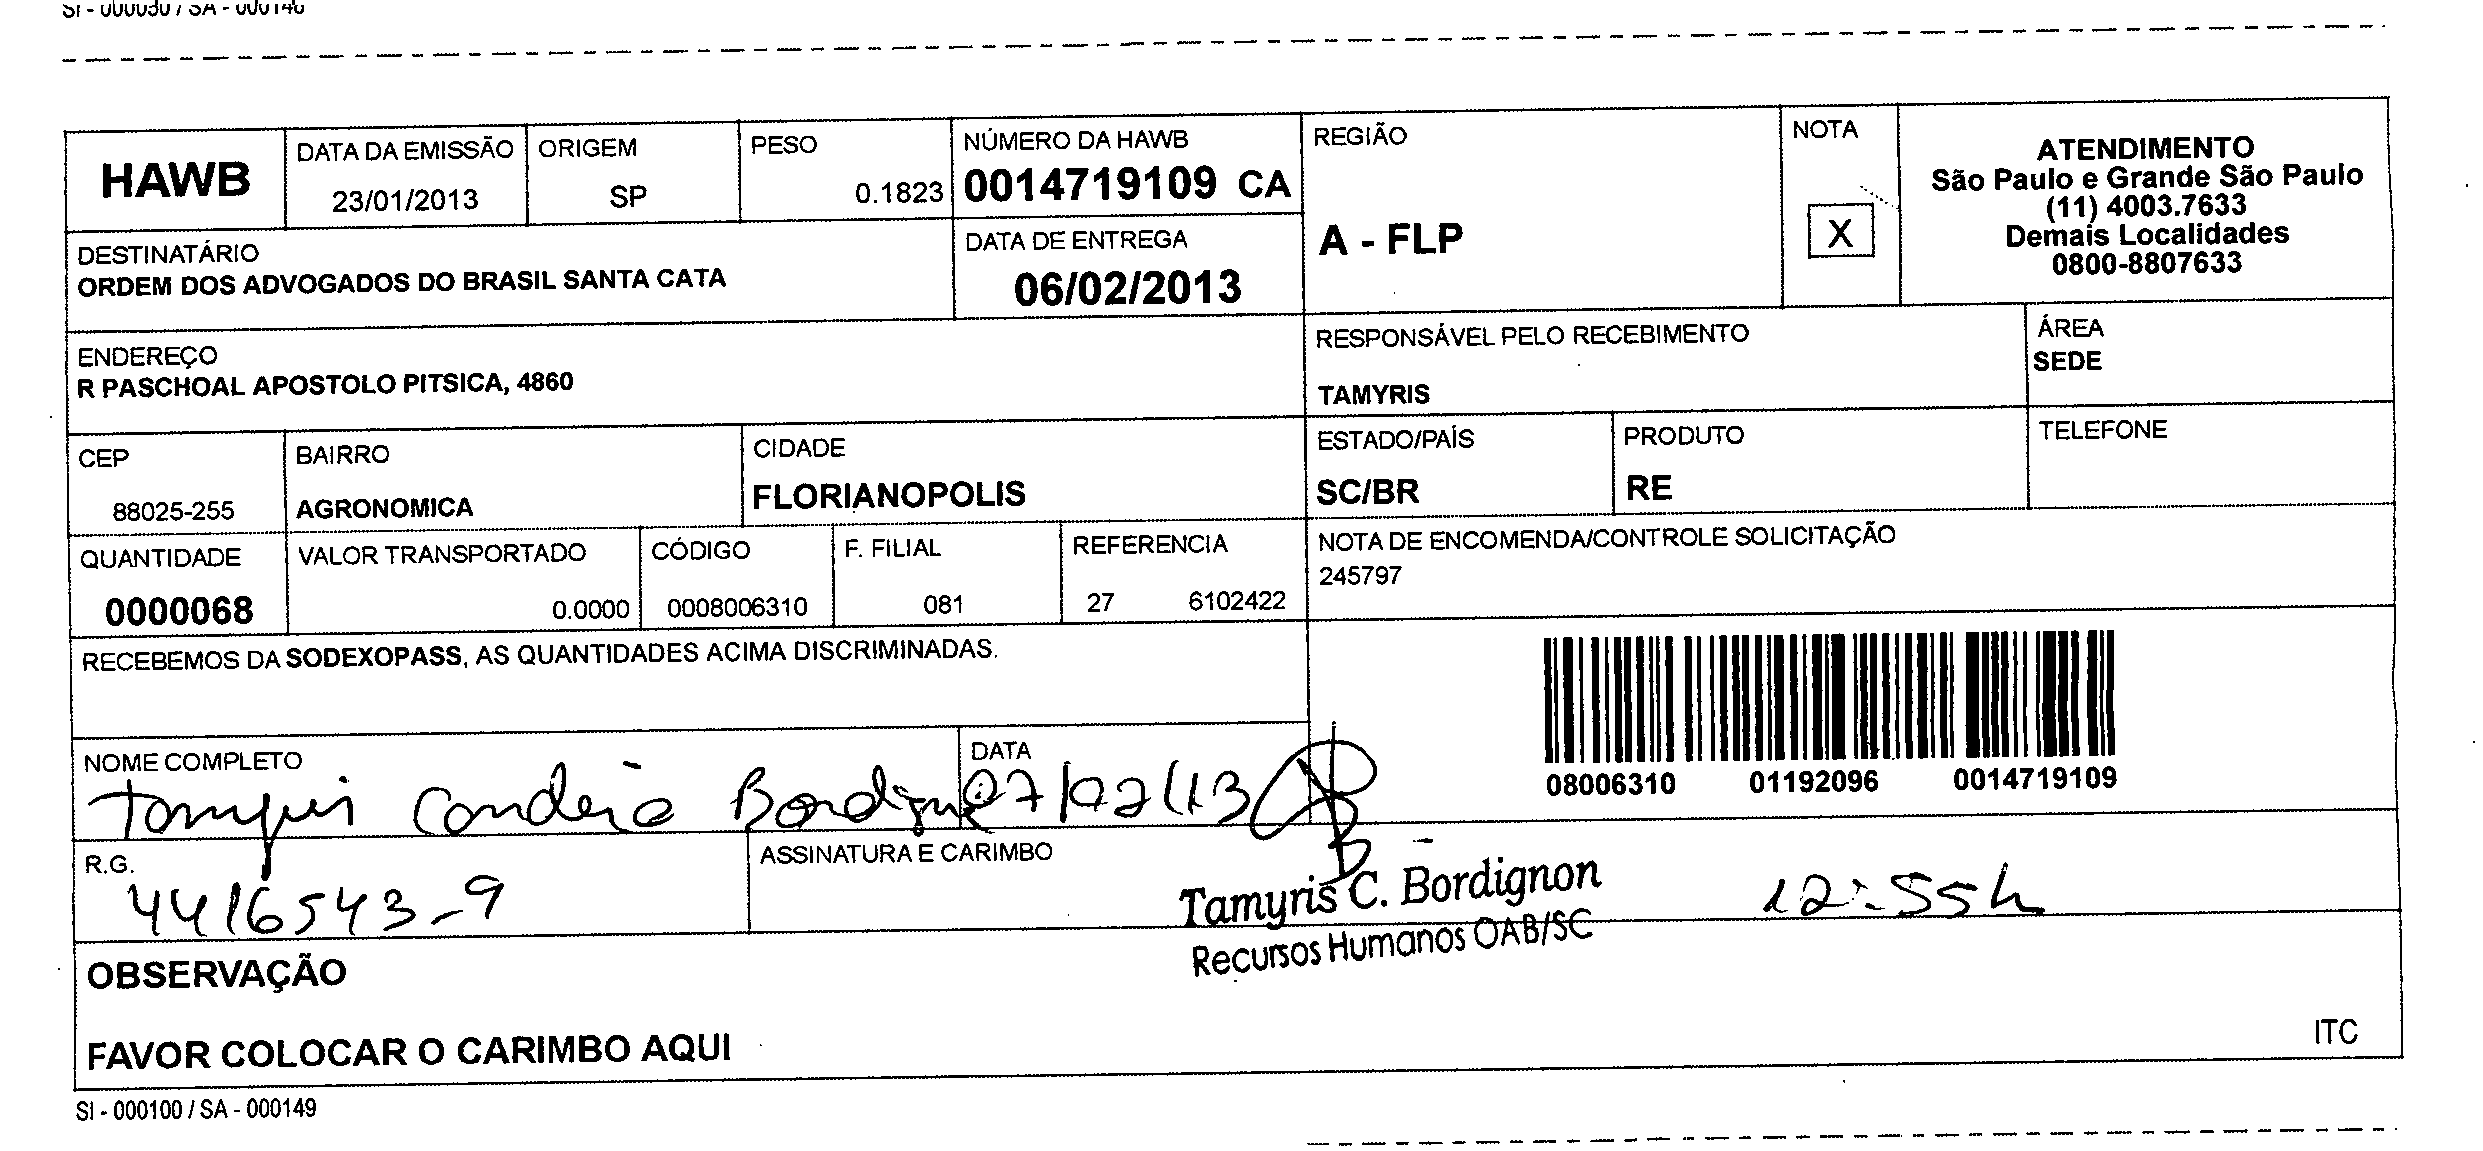 HAWB
DATA DA EMISSÃO
23/01/2013
ORIGEM
SP
PESO
0.1823
NÚMERO DA HAWB
0014719109 CA
REGIÃO
A - FLP
NOTA
X
ATENDIMENTO
São Paulo e Grande São Paulo
(11) 4003.7633
Demais Localidades
0800-8807633
DESTINATÁRIO
ORDEM DOS ADVOGADOS DO BRASIL SANTA CATA
DATA DE ENTREGA
06/02/2013
ENDEREÇO
R PASCHOAL APOSTOLO PITSICA, 4860
RESPONSÁVEL PELO RECEBIMENTO
TAMYRIS
ÁREA
SEDE
CEP
88025-255
BAIRRO
AGRONOMICA
CIDADE
FLORIANOPOLIS
ESTADO/PAÍS
SC/BR
PRODUTO
RE
TELEFONE
QUANTIDADE
0000068
VALOR TRANSPORTADO
0.0000
CÓDIGO
0008006310
F. FILIAL
081
REFERENCIA
27 6102422
NOTA DE ENCOMENDA/CONTROLE SOLICITAÇÃO
245797
RECEBEMOS DA SODEXOPASS, AS QUANTIDADES ACIMA DISCRIMINADAS.
08006310 01192096 0014719109
NOME COMPLETO
Tamyris Bordignon
DATA
07/02/13
R.G.
4416543-9
ASSINATURA E CARIMBO
Tamyris C. Bordignon
Recursos Humanos OAB/SC
12:55h
OBSERVAÇÃO
FAVOR COLOCAR O CARIMBO AQUI
ITC
SI - 000100 / SA - 000149